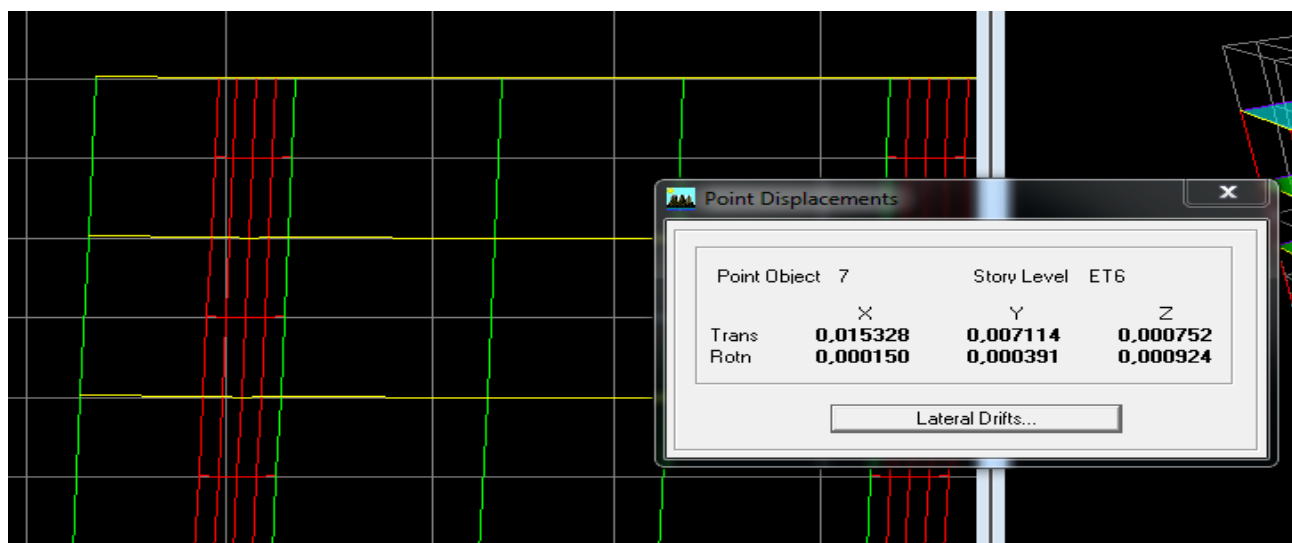 Point Displacements
Point Object 7 Story Level ET6
X Y Z
Trans 0,015328 0,007114 0,000752
Rotn 0,000150 0,000391 0,000924
Lateral Drifts...